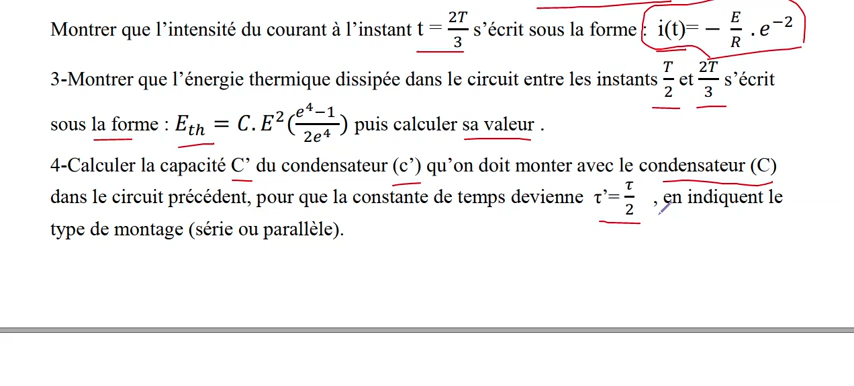 Montrer que l'intensité du courant à l'instant t = 2T/3 s'écrit sous la forme : i(t)= − E/R . e⁻²
3-Montrer que l'énergie thermique dissipée dans le circuit entre les instants T/2 et 2T/3 s'écrit
sous la forme : E_th = C. E²((e⁴−1)/2e⁴) puis calculer sa valeur .
4-Calculer la capacité C' du condensateur (c') qu'on doit monter avec le condensateur (C)
dans le circuit précédent, pour que la constante de temps devienne τ'= τ/2 , en indiquent le
type de montage (série ou parallèle).